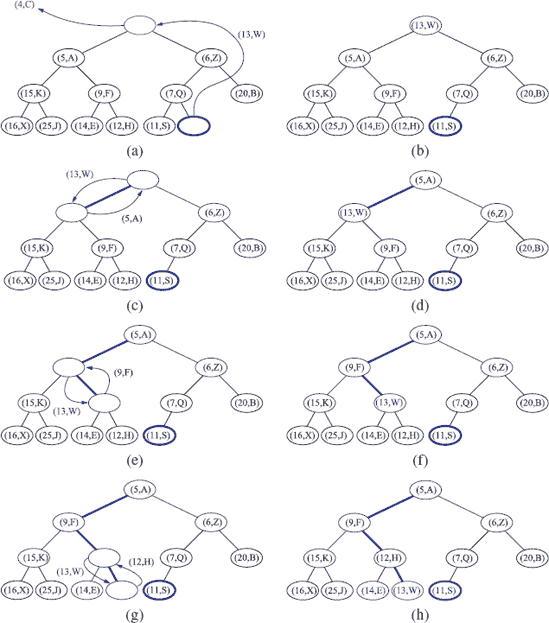 (4,C)
(13,W)
(5,A)
(6,Z)
(15,K)
(9,F)
(7,Q)
(20,B)
(16,X)
(25,J)
(14,E)
(12,H)
(11,S)
(a)
(13,W)
(5,A)
(6,Z)
(15,K)
(9,F)
(7,Q)
(20,B)
(16,X)
(25,J)
(14,E)
(12,H)
(11,S)
(b)
(13,W)
(5,A)
(6,Z)
(15,K)
(9,F)
(7,Q)
(20,B)
(16,X)
(25,J)
(14,E)
(12,H)
(11,S)
(c)
(5,A)
(13,W)
(6,Z)
(15,K)
(9,F)
(7,Q)
(20,B)
(16,X)
(25,J)
(14,E)
(12,H)
(11,S)
(d)
(5,A)
(9,F)
(6,Z)
(15,K)
(13,W)
(7,Q)
(20,B)
(16,X)
(25,J)
(14,E)
(12,H)
(11,S)
(e)
(5,A)
(9,F)
(6,Z)
(15,K)
(13,W)
(7,Q)
(20,B)
(16,X)
(25,J)
(14,E)
(12,H)
(11,S)
(f)
(5,A)
(9,F)
(6,Z)
(15,K)
(13,W)
(12,H)
(7,Q)
(20,B)
(16,X)
(25,J)
(14,E)
(11,S)
(g)
(5,A)
(9,F)
(6,Z)
(15,K)
(12,H)
(7,Q)
(20,B)
(16,X)
(25,J)
(14,E)
(13,W)
(11,S)
(h)